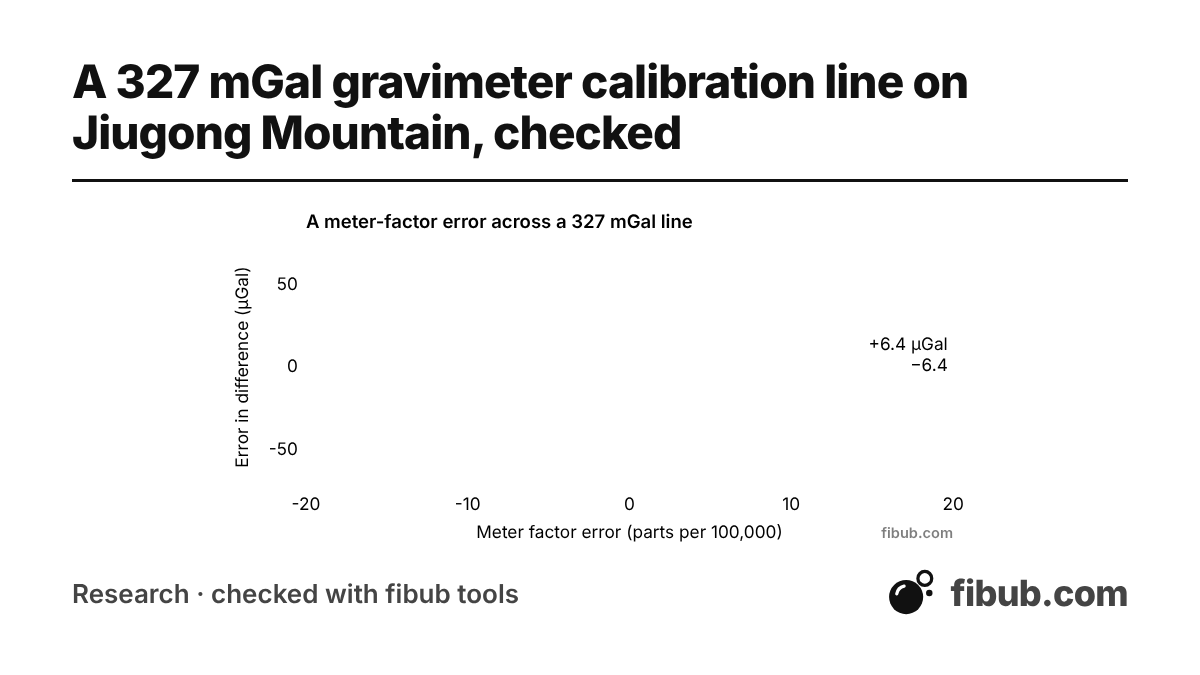 A 327 mGal gravimeter calibration line on
Jiugong Mountain, checked
A meter-factor error across a 327 mGal line
Error in difference (µGal)
50
0
-50
+6.4 µGal
−6.4
-20 -10 0 10 20
Meter factor error (parts per 100,000)
fibub.com
Research · checked with fibub tools
fibub.com